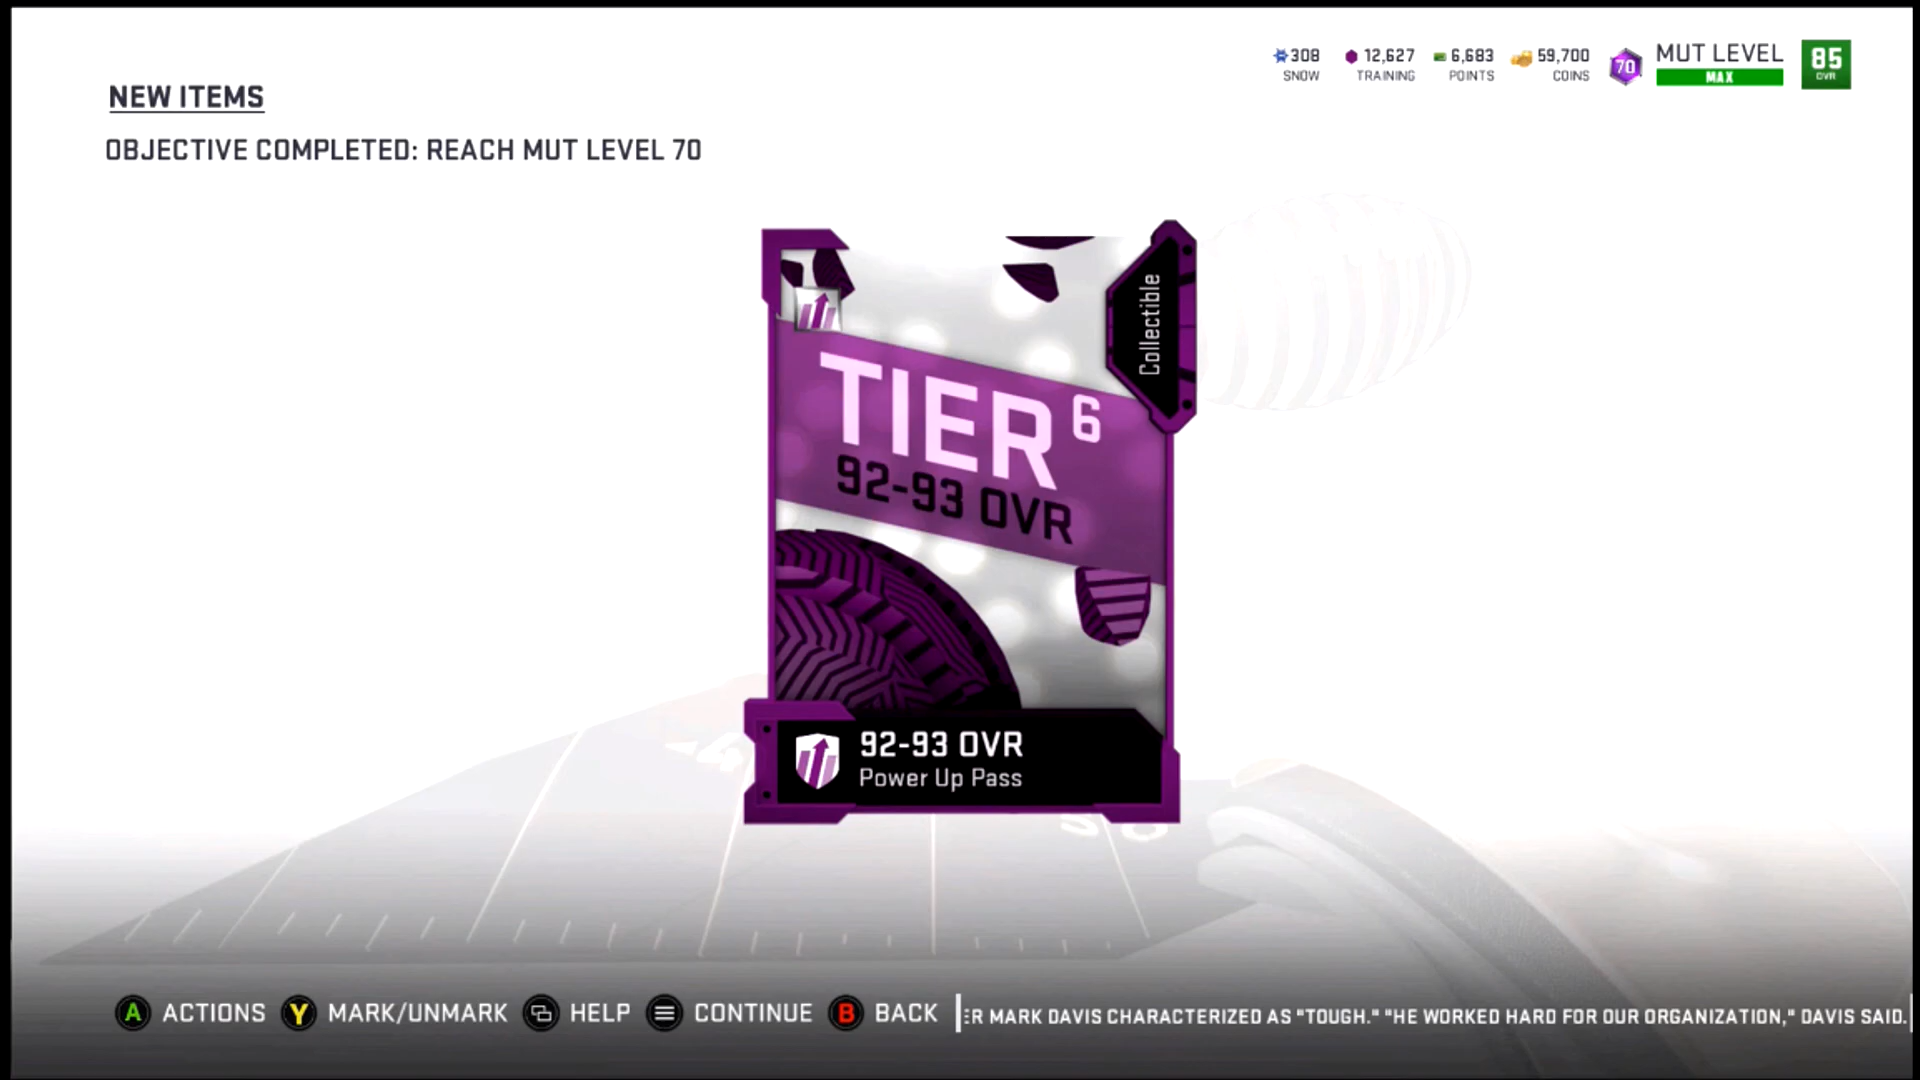 308
SNOW
12,627
TRAINING
6,683
POINTS
59,700
COINS
70
MUT LEVEL
MAX
85
OVR
NEW ITEMS
OBJECTIVE COMPLETED: REACH MUT LEVEL 70
Collectible
TIER 6
92-93 OVR
92-93 OVR
Power Up Pass
A ACTIONS Y MARK/UNMARK HELP CONTINUE B BACK
ER MARK DAVIS CHARACTERIZED AS "TOUGH." "HE WORKED HARD FOR OUR ORGANIZATION," DAVIS SAID.